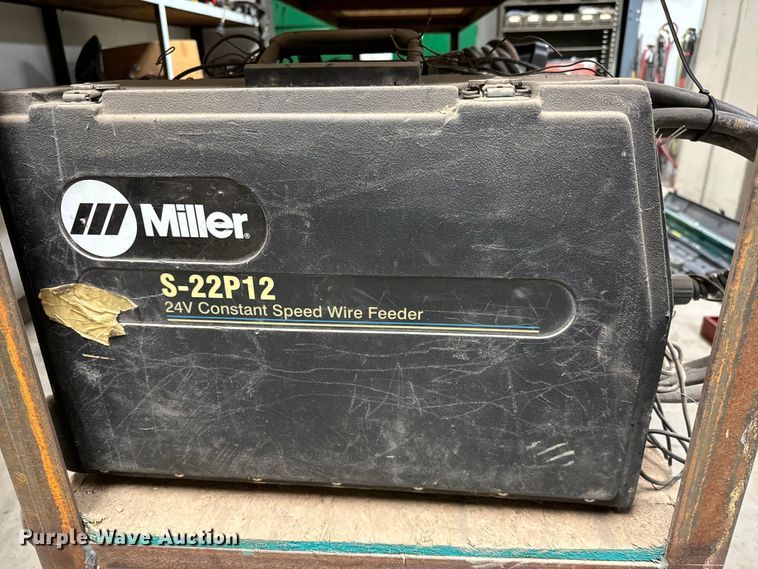 Miller®
S-22P12
24V Constant Speed Wire Feeder
Purple Wave Auction